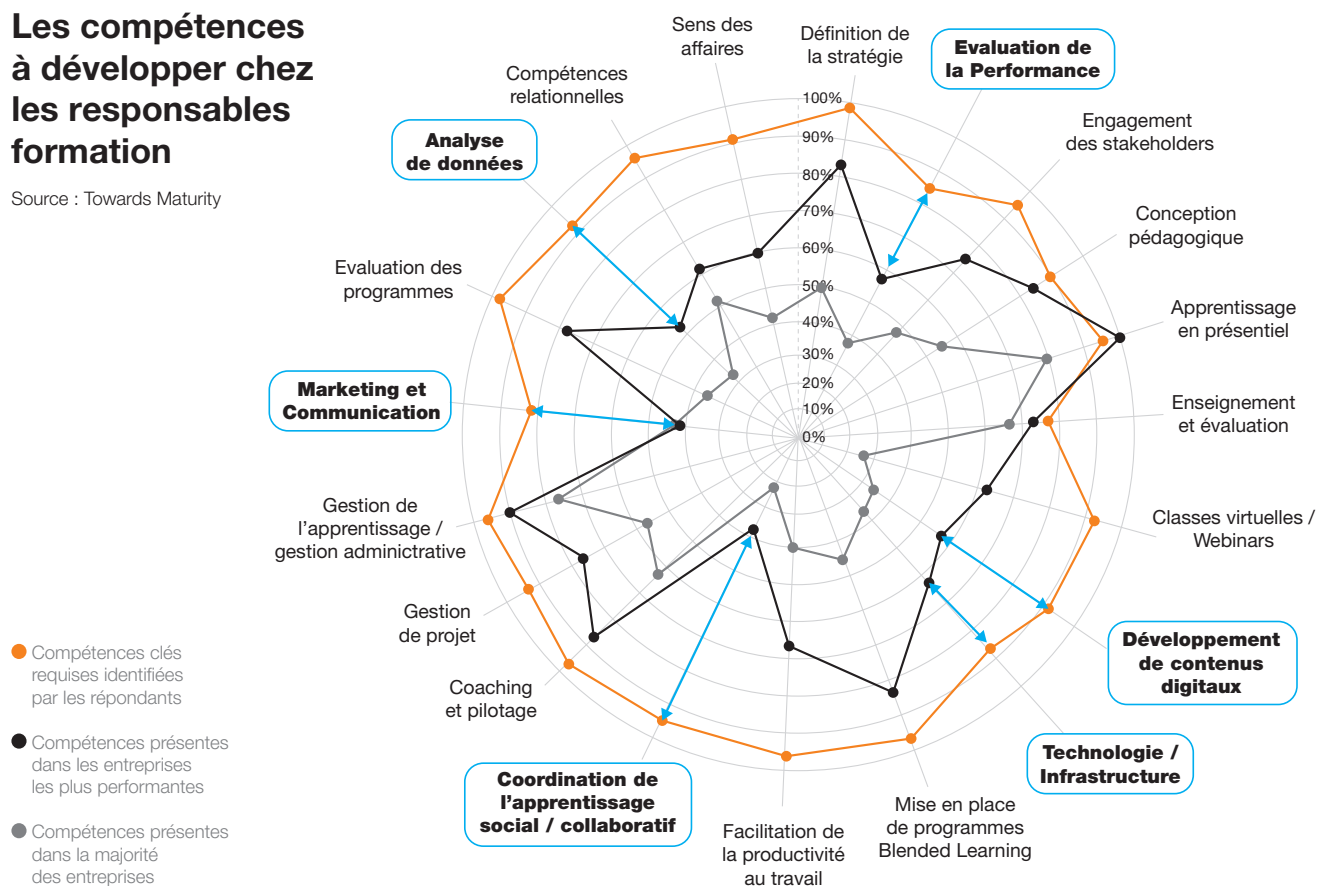 Les compétences
à développer chez
les responsables
formation
Source : Towards Maturity
Sens des
affaires
Définition de
la stratégie
Evaluation de
la Performance
Compétences
relationnelles
Engagement
des stakeholders
Analyse
de données
Conception
pédagogique
Evaluation des
programmes
Apprentissage
en présentiel
Marketing et
Communication
Enseignement
et évaluation
100%
90%
80%
70%
60%
50%
40%
30%
20%
10%
0%
Gestion de
l’apprentissage /
gestion adminictrative
Classes virtuelles /
Webinars
Gestion
de projet
Développement
de contenus
digitaux
Coaching
et pilotage
Technologie /
Infrastructure
Coordination de
l’apprentissage
social / collaboratif
Mise en place
de programmes
Blended Learning
Facilitation de
la productivité
au travail
Compétences clés
requises identifiées
par les répondants
Compétences présentes
dans les entreprises
les plus performantes
Compétences présentes
dans la majorité
des entreprises